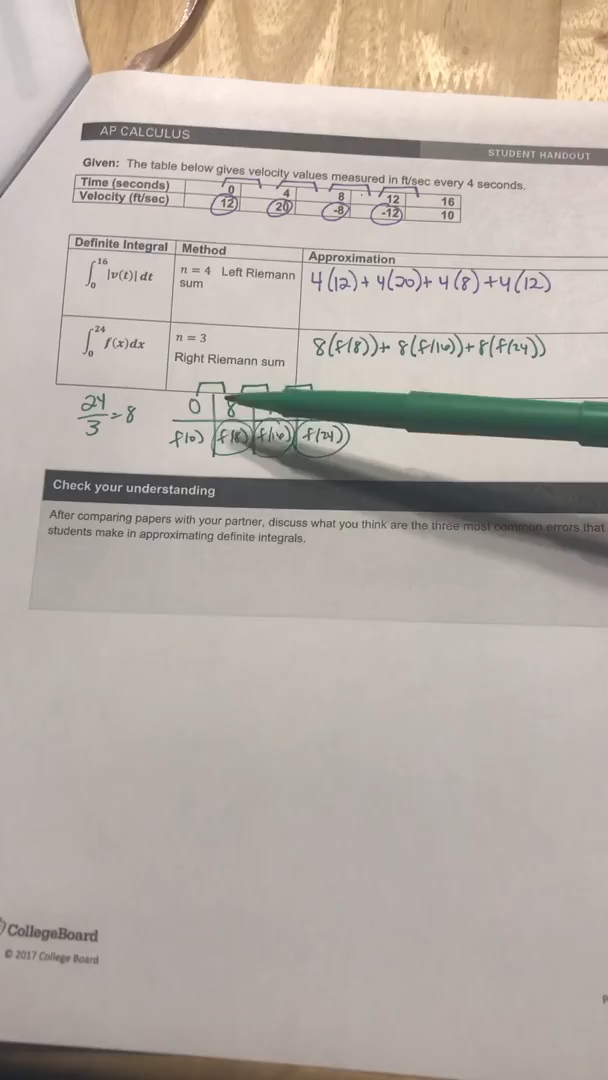 AP CALCULUS
STUDENT HANDOUT
Given: The table below gives velocity values measured in ft/sec every 4 seconds.
Time (seconds) 0 4 8 12 16
Velocity (ft/sec) 12 20 -8 -12 10
Definite Integral Method Approximation
∫₀¹⁶ |v(t)| dt n = 4 Left Riemann sum 4(12)+4(20)+4(8)+4(12)
∫₀²⁴ f(x)dx n = 3 Right Riemann sum 8(f(8))+8(f(16))+8(f(24))
24/3 = 8
0 8
f(0) f(8) f(16) f(24)
Check your understanding
After comparing papers with your partner, discuss what you think are the three most common errors that
students make in approximating definite integrals.
CollegeBoard
© 2017 College Board